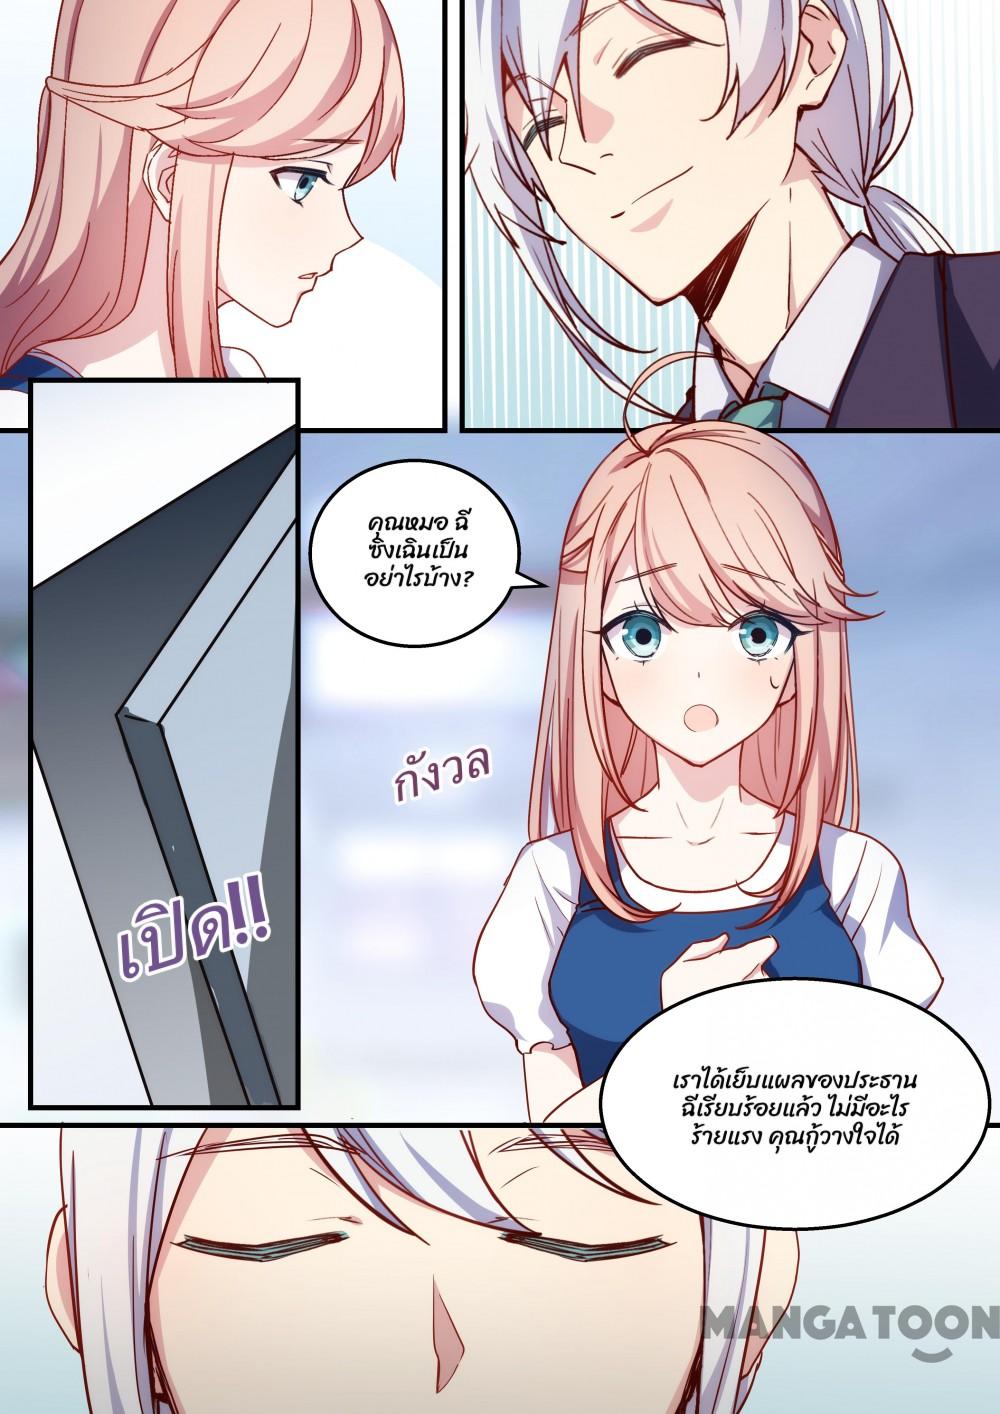 คุณหมอ ฉี
ซิงเฉินเป็น
อย่าไรบ้าง?
กังวล
เปิด!!
เราได้เย็บแผลของประธาน
ฉีเรียบร้อยแล้ว ไม่มีอะไร
ร้ายแรง คุณกู้วางใจได้
MANGATOON